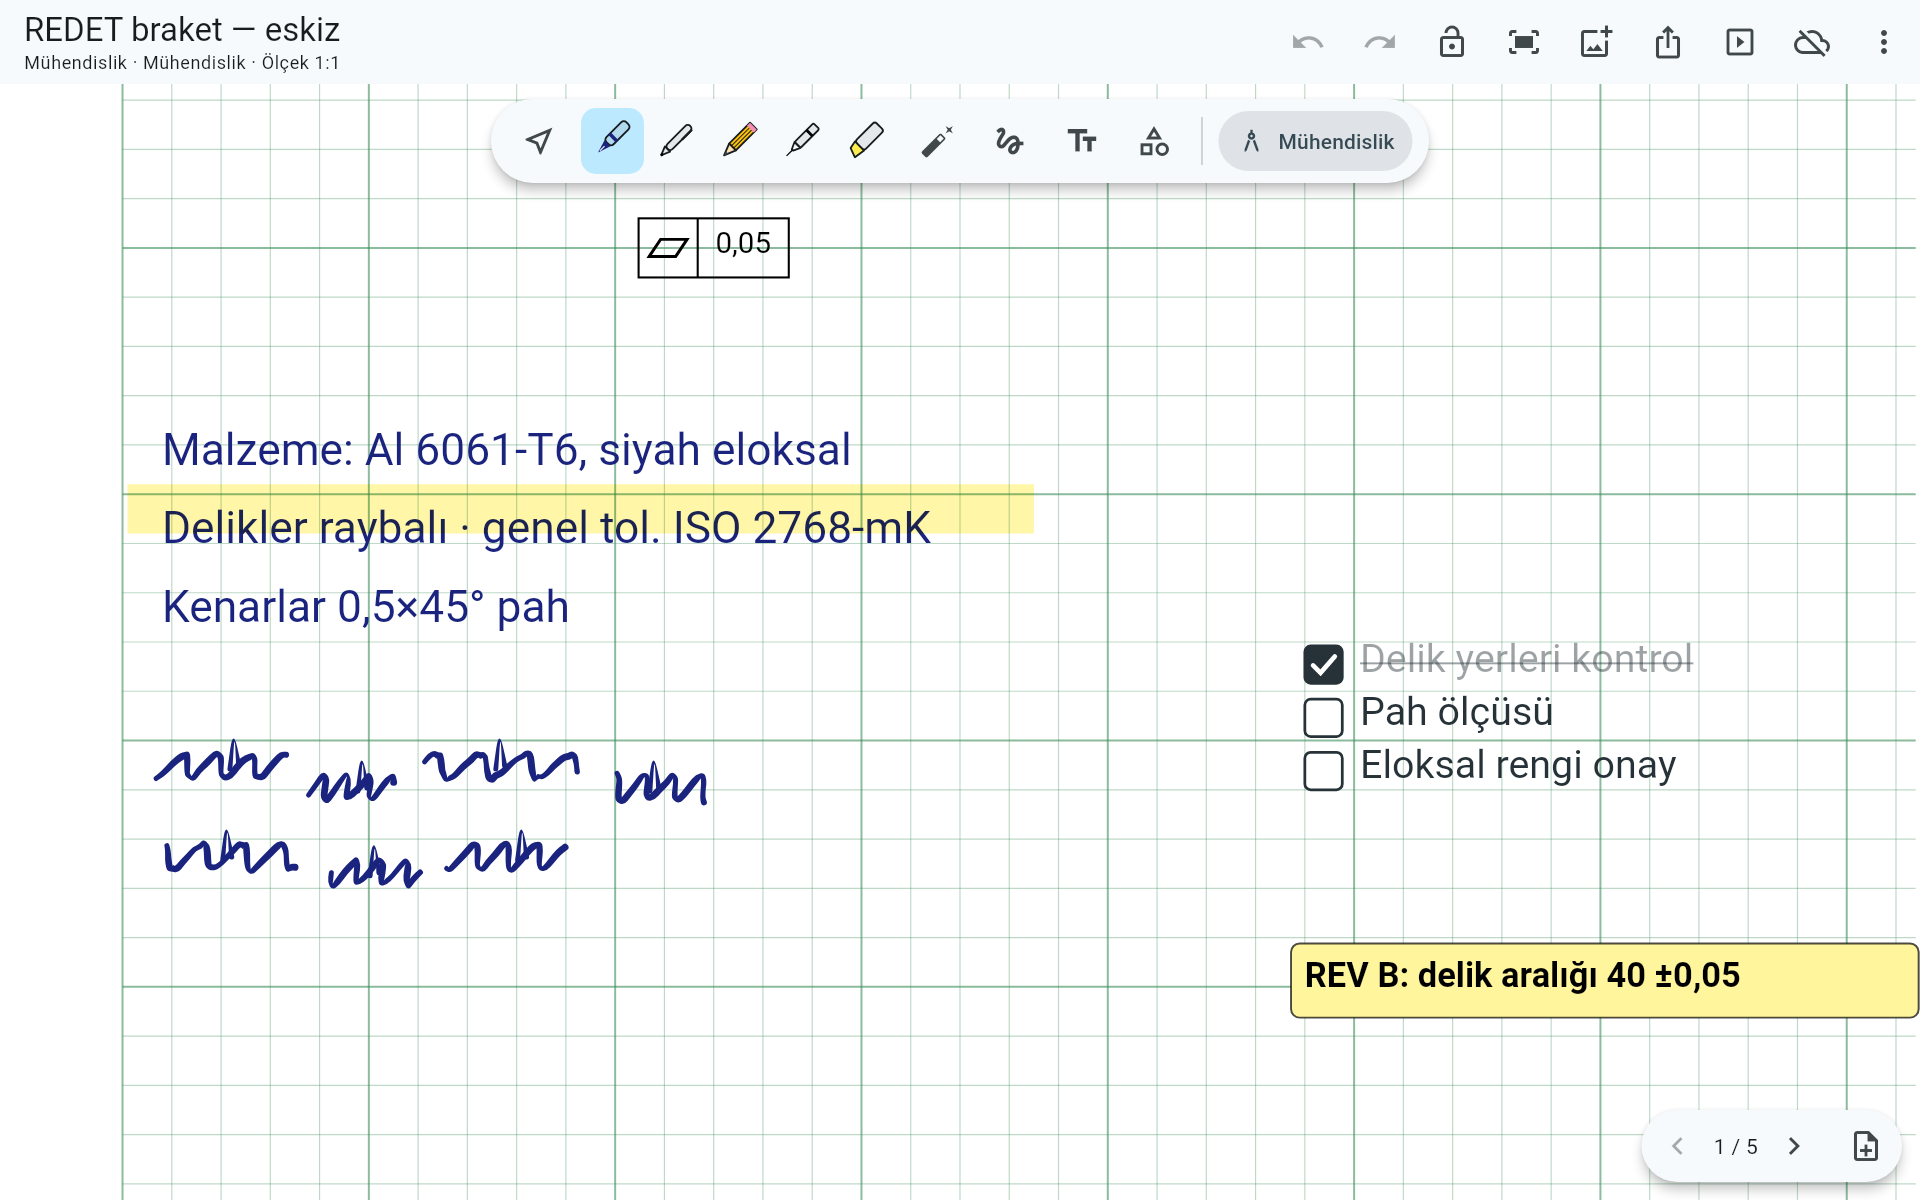 REDET braket — eskiz
Mühendislik · Mühendislik · Ölçek 1:1
Mühendislik
0,05
Malzeme: Al 6061-T6, siyah eloksal
Delikler raybalı · genel tol. ISO 2768-mK
Kenarlar 0,5×45° pah
Delik yerleri kontrol
Pah ölçüsü
Eloksal rengi onay
REV B: delik aralığı 40 ±0,05
1 / 5